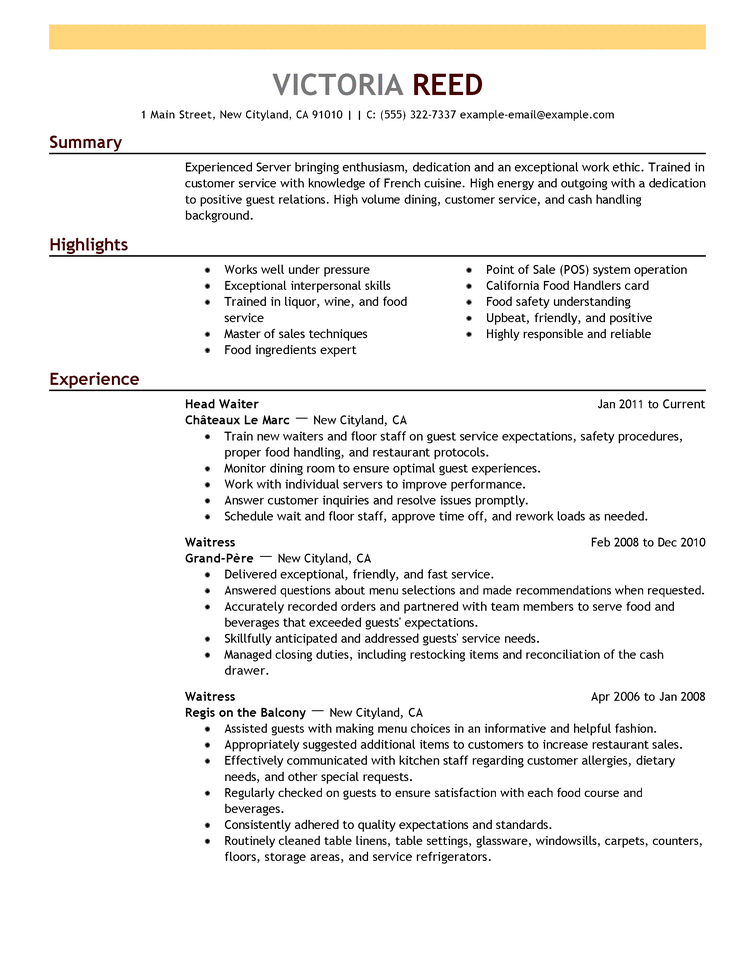 VICTORIA REED
1 Main Street, New Cityland, CA 91010 | | C: (555) 322-7337 example-email@example.com
Summary
Experienced Server bringing enthusiasm, dedication and an exceptional work ethic. Trained in
customer service with knowledge of French cuisine. High energy and outgoing with a dedication
to positive guest relations. High volume dining, customer service, and cash handling
background.
Highlights
• Works well under pressure
• Exceptional interpersonal skills
• Trained in liquor, wine, and food
service
• Master of sales techniques
• Food ingredients expert
• Point of Sale (POS) system operation
• California Food Handlers card
• Food safety understanding
• Upbeat, friendly, and positive
• Highly responsible and reliable
Experience
Head Waiter Jan 2011 to Current
Châteaux Le Marc — New Cityland, CA
• Train new waiters and floor staff on guest service expectations, safety procedures,
proper food handling, and restaurant protocols.
• Monitor dining room to ensure optimal guest experiences.
• Work with individual servers to improve performance.
• Answer customer inquiries and resolve issues promptly.
• Schedule wait and floor staff, approve time off, and rework loads as needed.
Waitress Feb 2008 to Dec 2010
Grand-Père — New Cityland, CA
• Delivered exceptional, friendly, and fast service.
• Answered questions about menu selections and made recommendations when requested.
• Accurately recorded orders and partnered with team members to serve food and
beverages that exceeded guests' expectations.
• Skillfully anticipated and addressed guests' service needs.
• Managed closing duties, including restocking items and reconciliation of the cash
drawer.
Waitress Apr 2006 to Jan 2008
Regis on the Balcony — New Cityland, CA
• Assisted guests with making menu choices in an informative and helpful fashion.
• Appropriately suggested additional items to customers to increase restaurant sales.
• Effectively communicated with kitchen staff regarding customer allergies, dietary
needs, and other special requests.
• Regularly checked on guests to ensure satisfaction with each food course and
beverages.
• Consistently adhered to quality expectations and standards.
• Routinely cleaned table linens, table settings, glassware, windowsills, carpets, counters,
floors, storage areas, and service refrigerators.